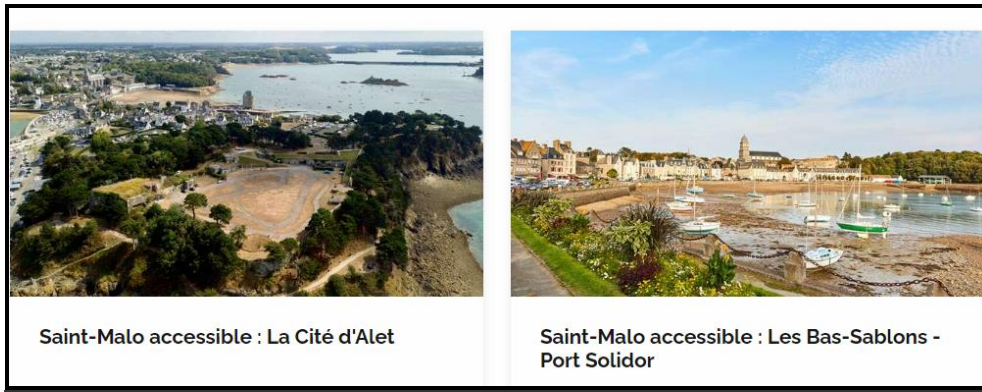 Saint-Malo accessible : La Cité d'Alet
Saint-Malo accessible : Les Bas-Sablons -
Port Solidor